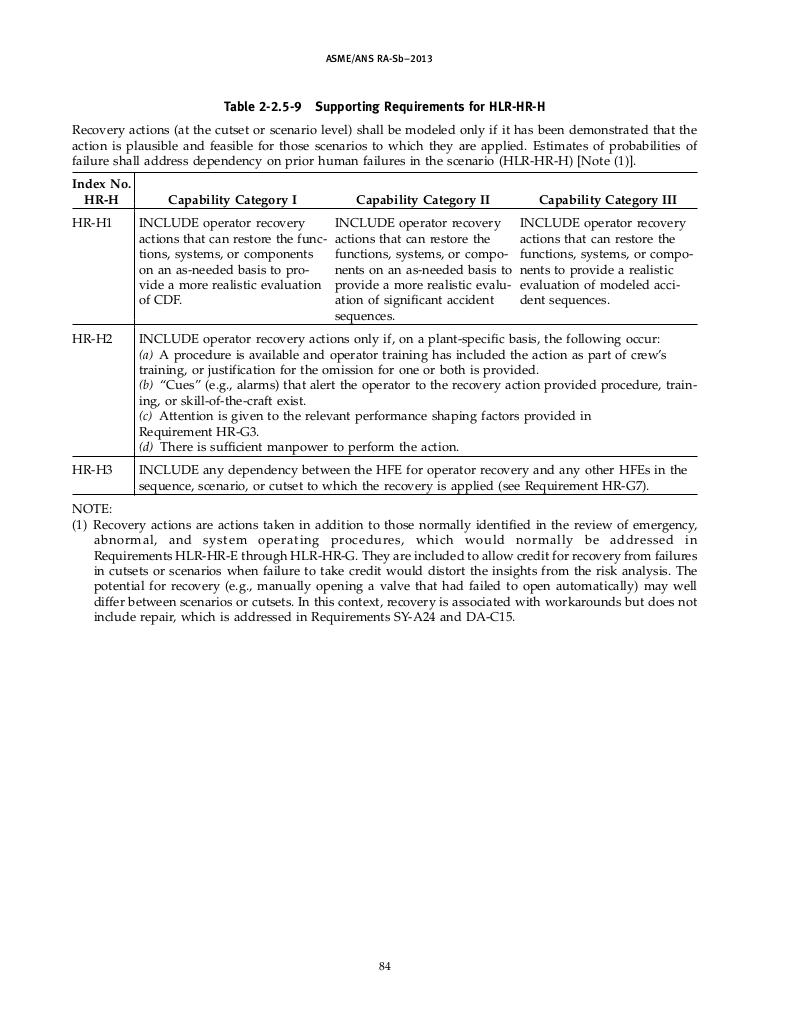 ASME/ANS RA-Sb–2013
Table 2-2.5-9 Supporting Requirements for HLR-HR-H
Recovery actions (at the cutset or scenario level) shall be modeled only if it has been demonstrated that the
action is plausible and feasible for those scenarios to which they are applied. Estimates of probabilities of
failure shall address dependency on prior human failures in the scenario (HLR-HR-H) [Note (1)].
Index No.
HR-H Capability Category I Capability Category II Capability Category III
HR-H1
INCLUDE operator recovery
actions that can restore the func-
tions, systems, or components
on an as-needed basis to pro-
vide a more realistic evaluation
of CDF.
INCLUDE operator recovery
actions that can restore the
functions, systems, or compo-
nents on an as-needed basis to
provide a more realistic evalu-
ation of significant accident
sequences.
INCLUDE operator recovery
actions that can restore the
functions, systems, or compo-
nents to provide a realistic
evaluation of modeled acci-
dent sequences.
HR-H2 INCLUDE operator recovery actions only if, on a plant-specific basis, the following occur:
(a) A procedure is available and operator training has included the action as part of crew's
training, or justification for the omission for one or both is provided.
(b) "Cues" (e.g., alarms) that alert the operator to the recovery action provided procedure, train-
ing, or skill-of-the-craft exist.
(c) Attention is given to the relevant performance shaping factors provided in
Requirement HR-G3.
(d) There is sufficient manpower to perform the action.
HR-H3 INCLUDE any dependency between the HFE for operator recovery and any other HFEs in the
sequence, scenario, or cutset to which the recovery is applied (see Requirement HR-G7).
NOTE:
(1) Recovery actions are actions taken in addition to those normally identified in the review of emergency,
abnormal, and system operating procedures, which would normally be addressed in
Requirements HLR-HR-E through HLR-HR-G. They are included to allow credit for recovery from failures
in cutsets or scenarios when failure to take credit would distort the insights from the risk analysis. The
potential for recovery (e.g., manually opening a valve that had failed to open automatically) may well
differ between scenarios or cutsets. In this context, recovery is associated with workarounds but does not
include repair, which is addressed in Requirements SY-A24 and DA-C15.
84